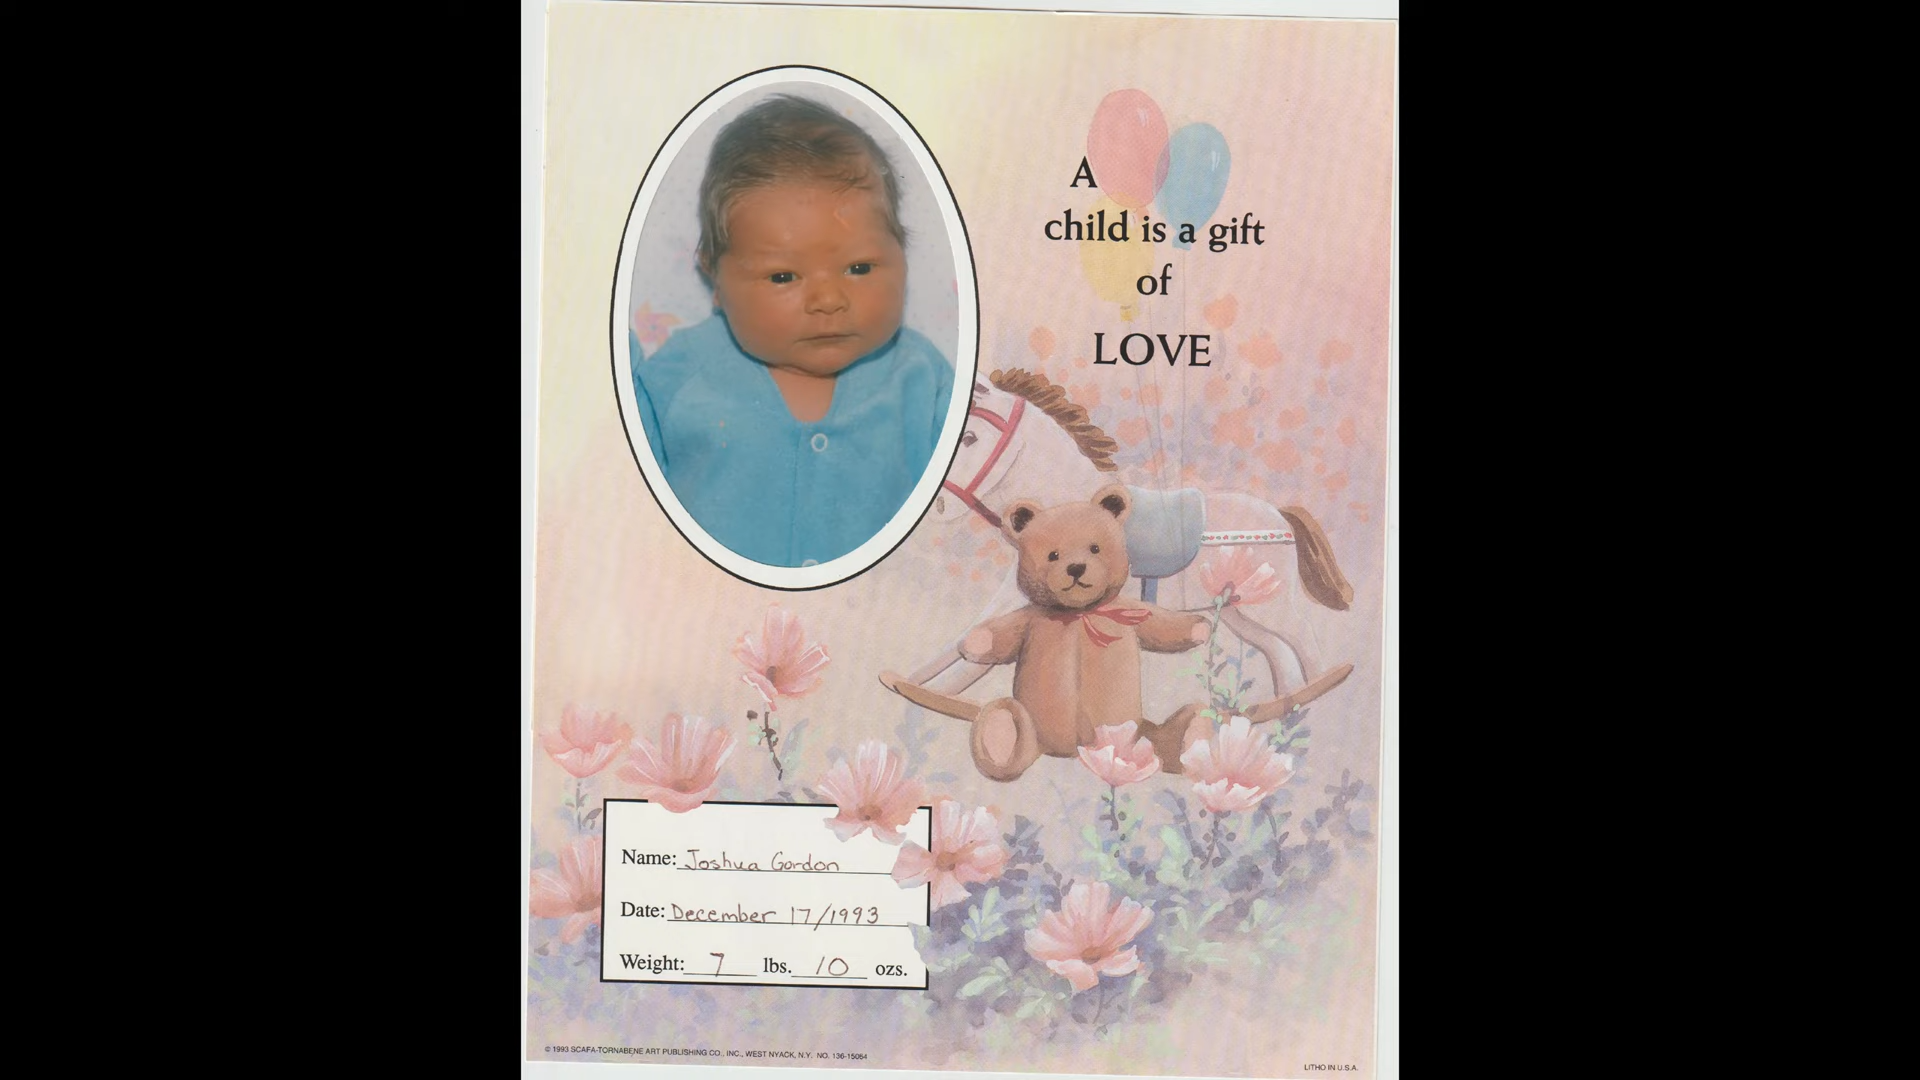 A
child is a gift
of
LOVE
Name: Joshua Gordon
Date: December 17/1993
Weight: 7 lbs. 10 ozs.
© 1993 SCAFA-TORNABENE ART PUBLISHING CO., INC., WEST NYACK, N.Y. NO. 136-15064
LITHO IN U.S.A.